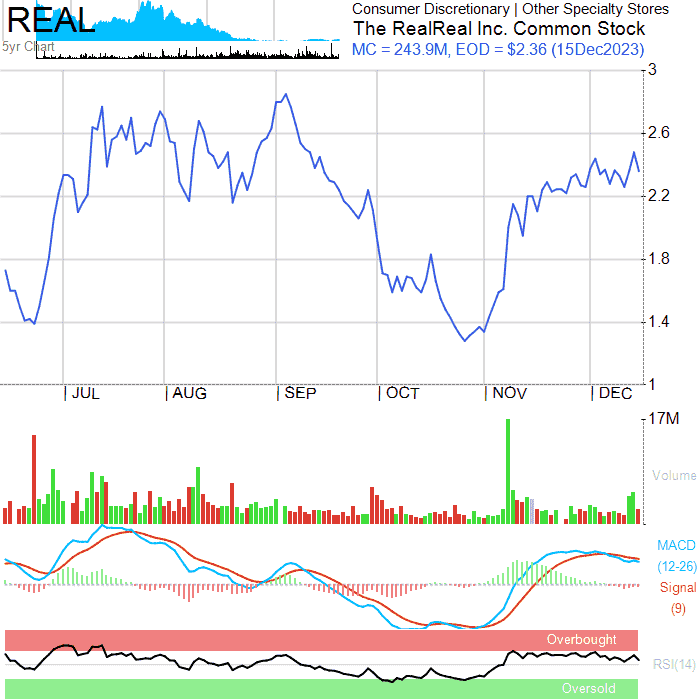 REAL
5yr Chart
Consumer Discretionary | Other Specialty Stores
The RealReal Inc. Common Stock
MC = 243.9M, EOD = $2.36 (15Dec2023)
3
2.6
2.2
1.8
1.4
1
| JUL | AUG | SEP | OCT | NOV | DEC
17M
Volume
MACD
(12-26)
Signal
(9)
Overbought
RSI(14)
Oversold